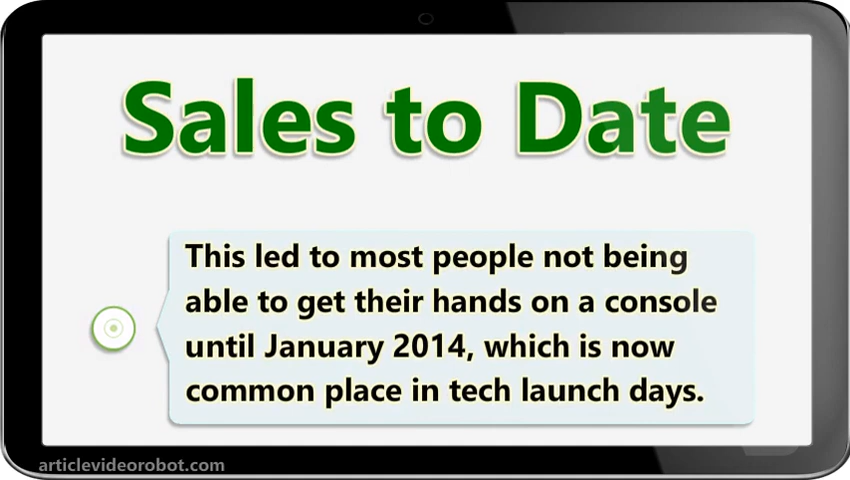 Sales to Date
This led to most people not being
able to get their hands on a console
until January 2014, which is now
common place in tech launch days.
articlevideorobot.com